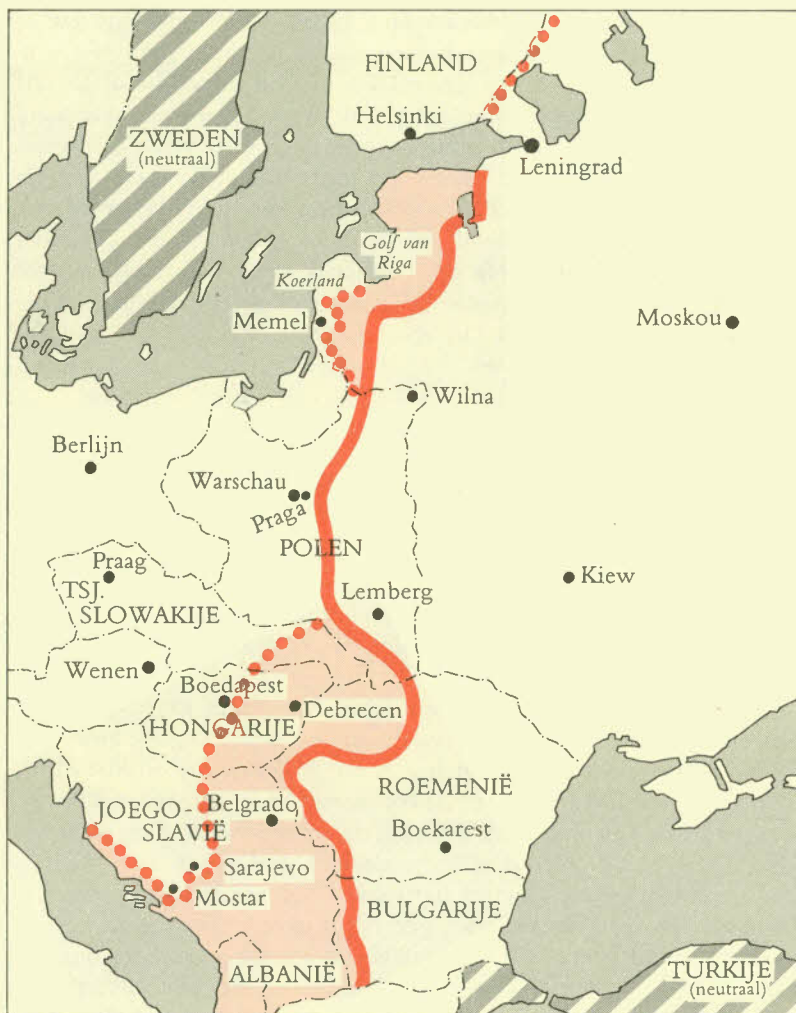 FINLAND
Helsinki
ZWEDEN
(neutraal)
Leningrad
Golf van
Riga
Koerland
Memel
Moskou
Wilna
Berlijn
Warschau
Praga
POLEN
Praag
TSJ.
SLOWAKIJE
Kiew
Lemberg
Wenen
Boedapest
Debrecen
HONGARIJE
ROEMENIË
JOEGO-
SLAVIË
Belgrado
Boekarest
Sarajevo
Mostar
BULGARIJE
ALBANIË
TURKIJE
(neutraal)